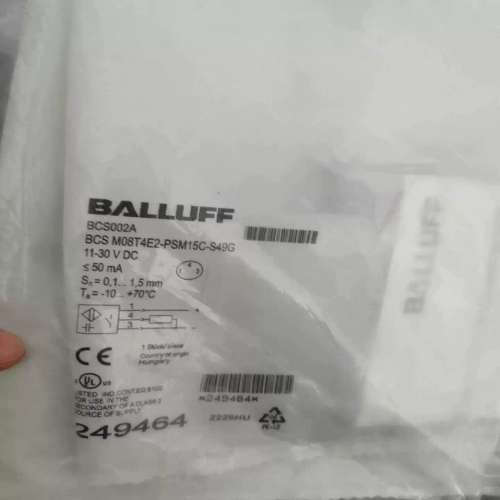 BALLUFF
BCS002A
BCS M08T4E2-PSM15C-S49G
11-30 V DC
≤ 50 mA
Sₙ = 0,1... 1,5 mm
Tₐ = -10 ... +70°C
1
4
3
CE
1 Stück/piece
Country of origin
Hungary
UL us
LISTED IND.CONT.EQ.
FOR USE IN THE
SECONDARY OF A CLASS 2
SOURCE OF SUPPLY
249464
2229HU
BALLUFF